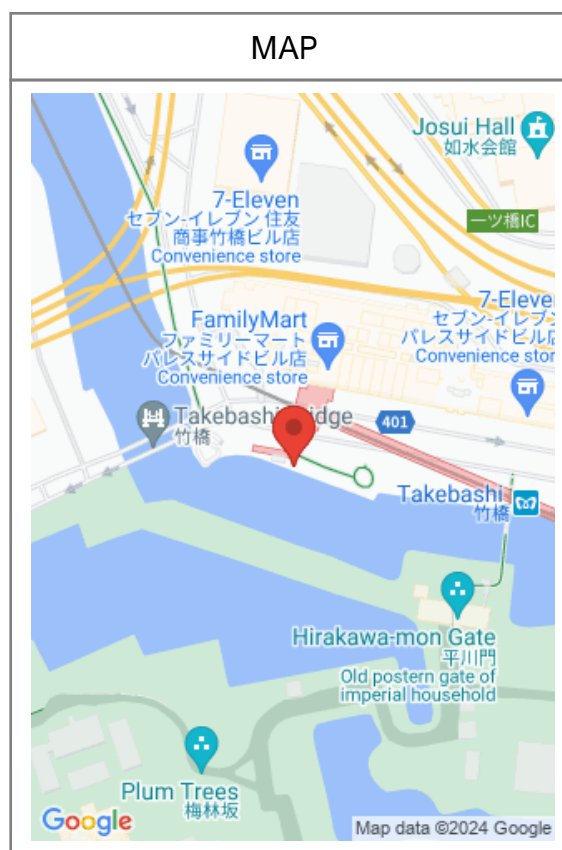 MAP
Josui Hall
如水会館
7-Eleven
セブン-イレブン 住友
商事竹橋ビル店
Convenience store
一ツ橋IC
7-Eleven
セブン-イレブン
パレスサイドビル店
Convenience store
FamilyMart
ファミリーマート
パレスサイドビル店
Convenience store
401
Takebashi Bridge
竹橋
Takebashi
竹橋
Hirakawa-mon Gate
平川門
Old postern gate of
imperial household
Plum Trees
梅林坂
Google
Map data ©2024 Google